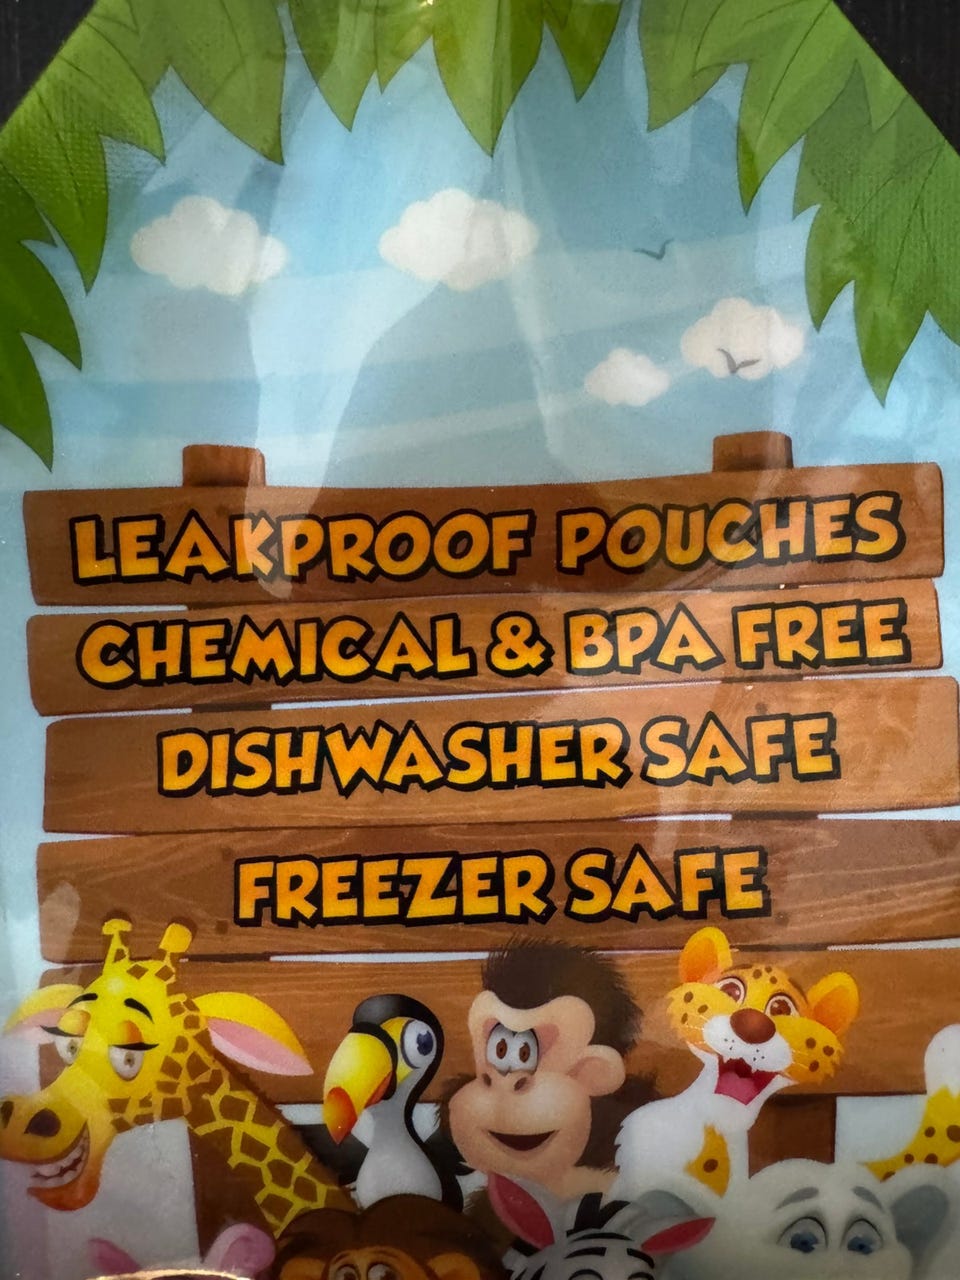 LEAKPROOF POUCHES
CHEMICAL & BPA FREE
DISHWASHER SAFE
FREEZER SAFE